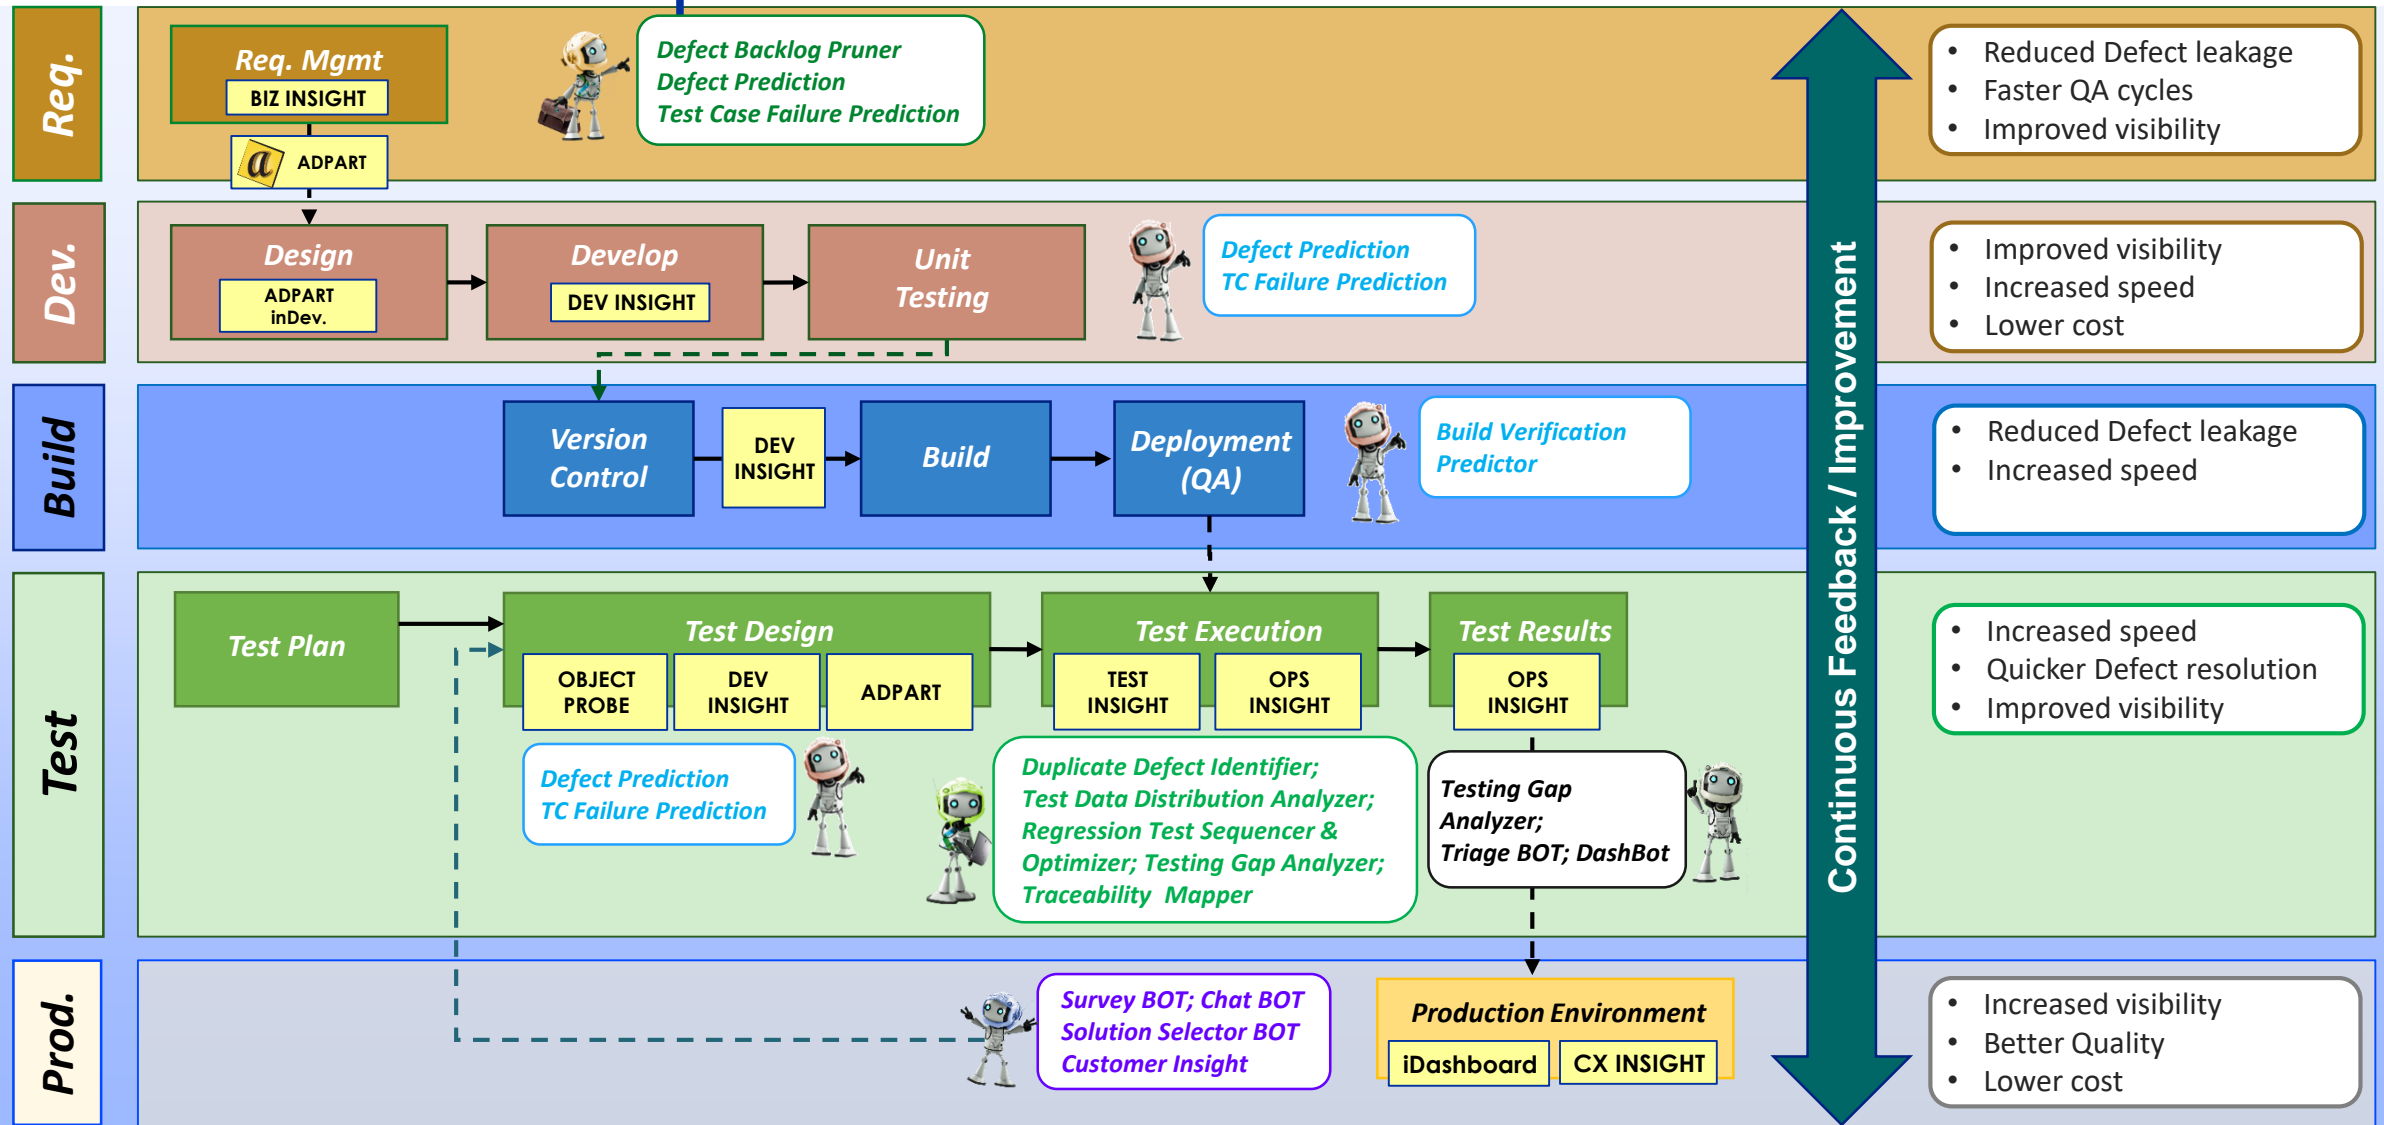 Req.
Req. Mgmt
BIZ INSIGHT
a
ADPART
Defect Backlog Pruner
Defect Prediction
Test Case Failure Prediction
• Reduced Defect leakage
• Faster QA cycles
• Improved visibility
Dev.
Design
ADPART
inDev.
Develop
DEV INSIGHT
Unit
Testing
Defect Prediction
TC Failure Prediction
• Improved visibility
• Increased speed
• Lower cost
Build
Version
Control
DEV
INSIGHT
Build
Deployment
(QA)
Build Verification
Predictor
• Reduced Defect leakage
• Increased speed
Continuous Feedback / Improvement
Test
Test Plan
Test Design
OBJECT
PROBE
DEV
INSIGHT
ADPART
Test Execution
TEST
INSIGHT
OPS
INSIGHT
Test Results
OPS
INSIGHT
Defect Prediction
TC Failure Prediction
Duplicate Defect Identifier;
Test Data Distribution Analyzer;
Regression Test Sequencer &
Optimizer; Testing Gap Analyzer;
Traceability Mapper
Testing Gap
Analyzer;
Triage BOT; DashBot
• Increased speed
• Quicker Defect resolution
• Improved visibility
Prod.
Survey BOT; Chat BOT
Solution Selector BOT
Customer Insight
Production Environment
iDashboard
CX INSIGHT
• Increased visibility
• Better Quality
• Lower cost